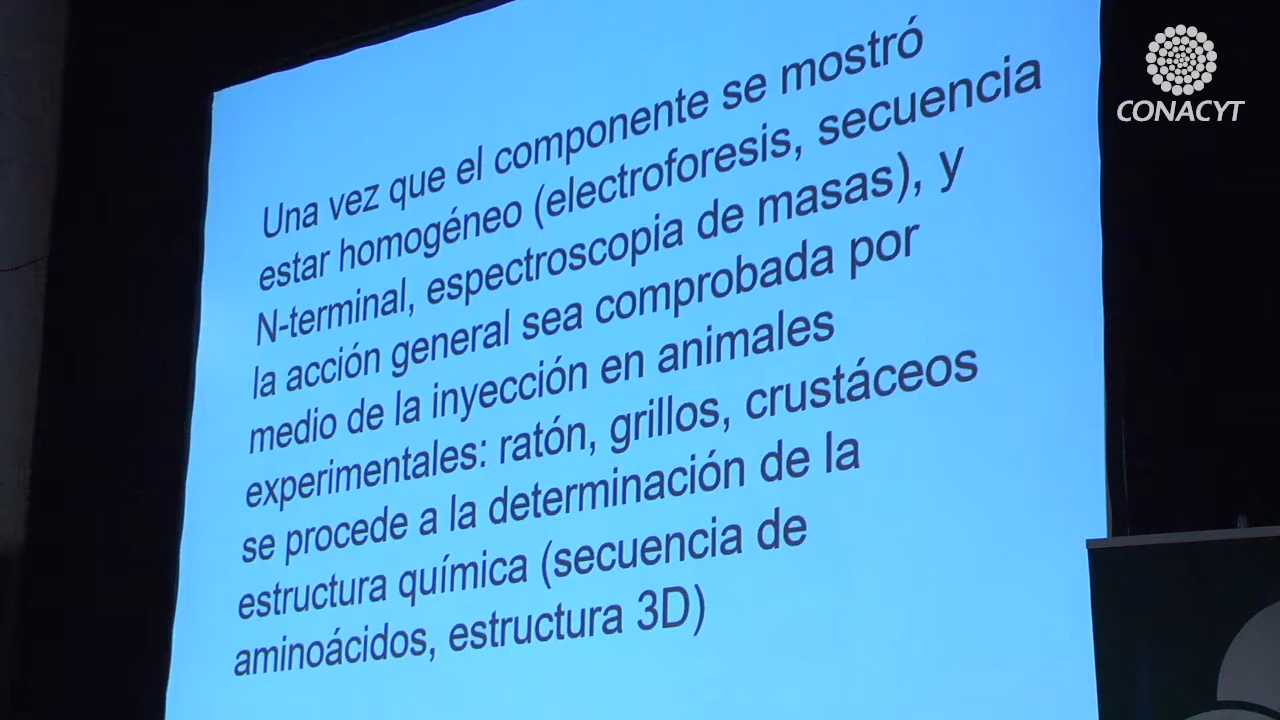 Una vez que el componente se mostró
estar homogéneo (electroforesis, secuencia
N-terminal, espectroscopia de masas), y
la acción general sea comprobada por
medio de la inyección en animales
experimentales: ratón, grillos, crustáceos
se procede a la determinación de la
estructura química (secuencia de
aminoácidos, estructura 3D)
CONACYT